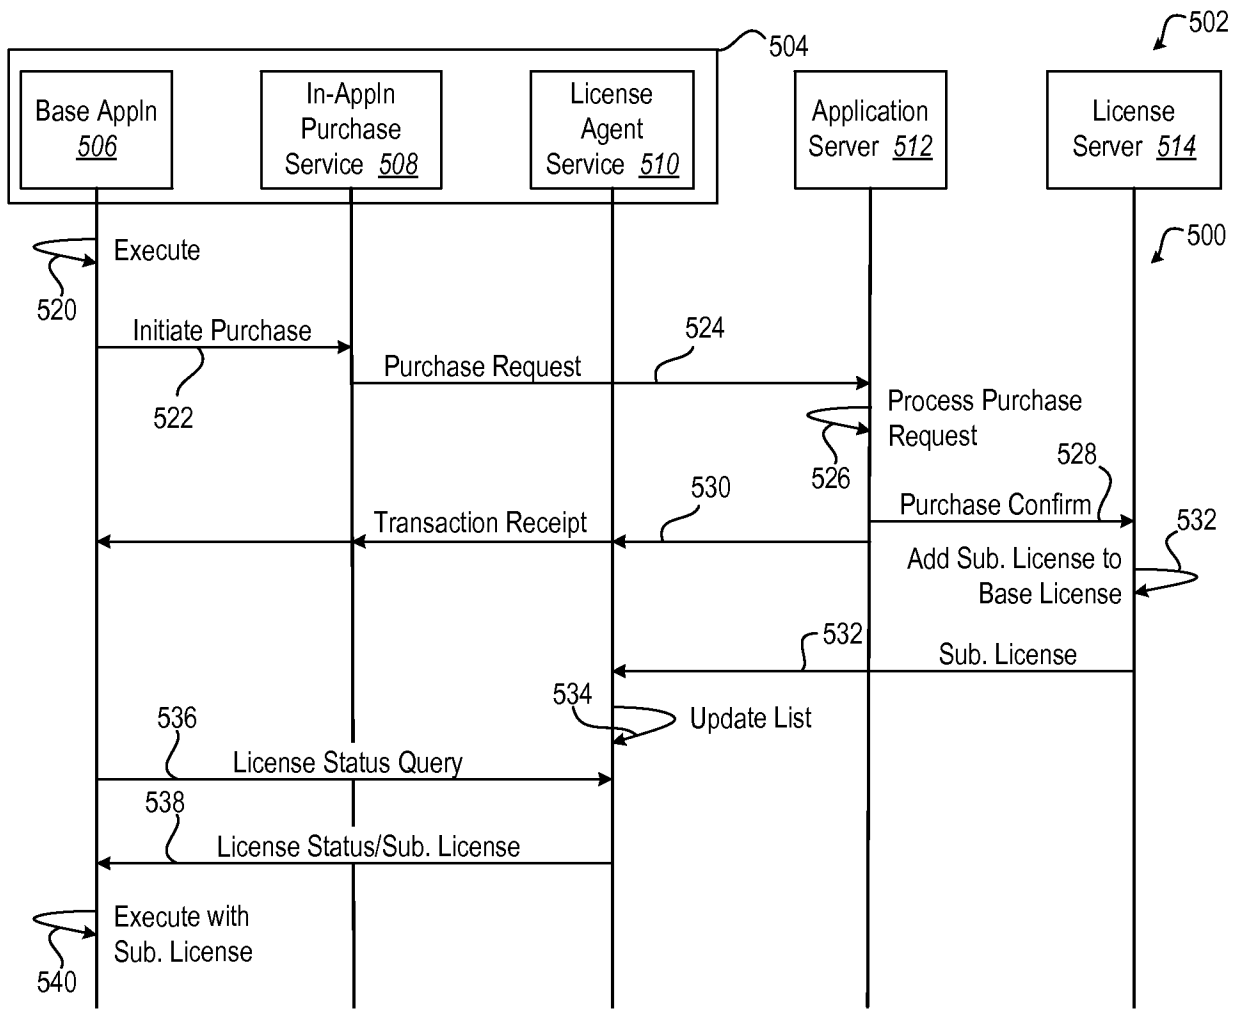 502
504
Base Appln
506
In-Appln
Purchase
Service 508
License
Agent
Service 510
Application
Server 512
License
Server 514
500
Execute
520
Initiate Purchase
522
524
Purchase Request
Process Purchase
Request
526
528
Purchase Confirm
530
Transaction Receipt
532
Add Sub. License to
Base License
532
Sub. License
534
Update List
536
License Status Query
538
License Status/Sub. License
Execute with
Sub. License
540